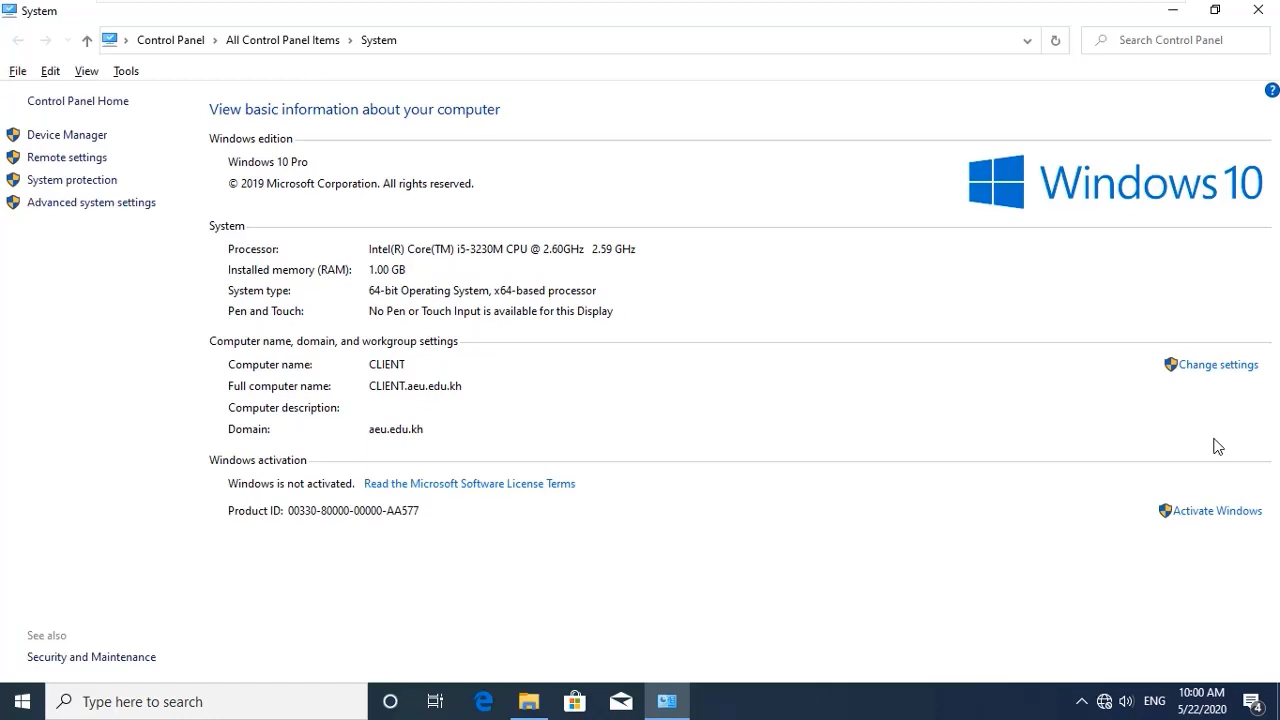 System
Control Panel > All Control Panel Items > System
Search Control Panel
File Edit View Tools
Control Panel Home
Device Manager
Remote settings
System protection
Advanced system settings
See also
Security and Maintenance
View basic information about your computer
Windows edition
Windows 10 Pro
© 2019 Microsoft Corporation. All rights reserved.
Windows 10
System
Processor: Intel(R) Core(TM) i5-3230M CPU @ 2.60GHz 2.59 GHz
Installed memory (RAM): 1.00 GB
System type: 64-bit Operating System, x64-based processor
Pen and Touch: No Pen or Touch Input is available for this Display
Computer name, domain, and workgroup settings
Computer name: CLIENT
Change settings
Full computer name: CLIENT.aeu.edu.kh
Computer description:
Domain: aeu.edu.kh
Windows activation
Windows is not activated. Read the Microsoft Software License Terms
Product ID: 00330-80000-00000-AA577
Activate Windows
Type here to search
ENG
10:00 AM
5/22/2020
4